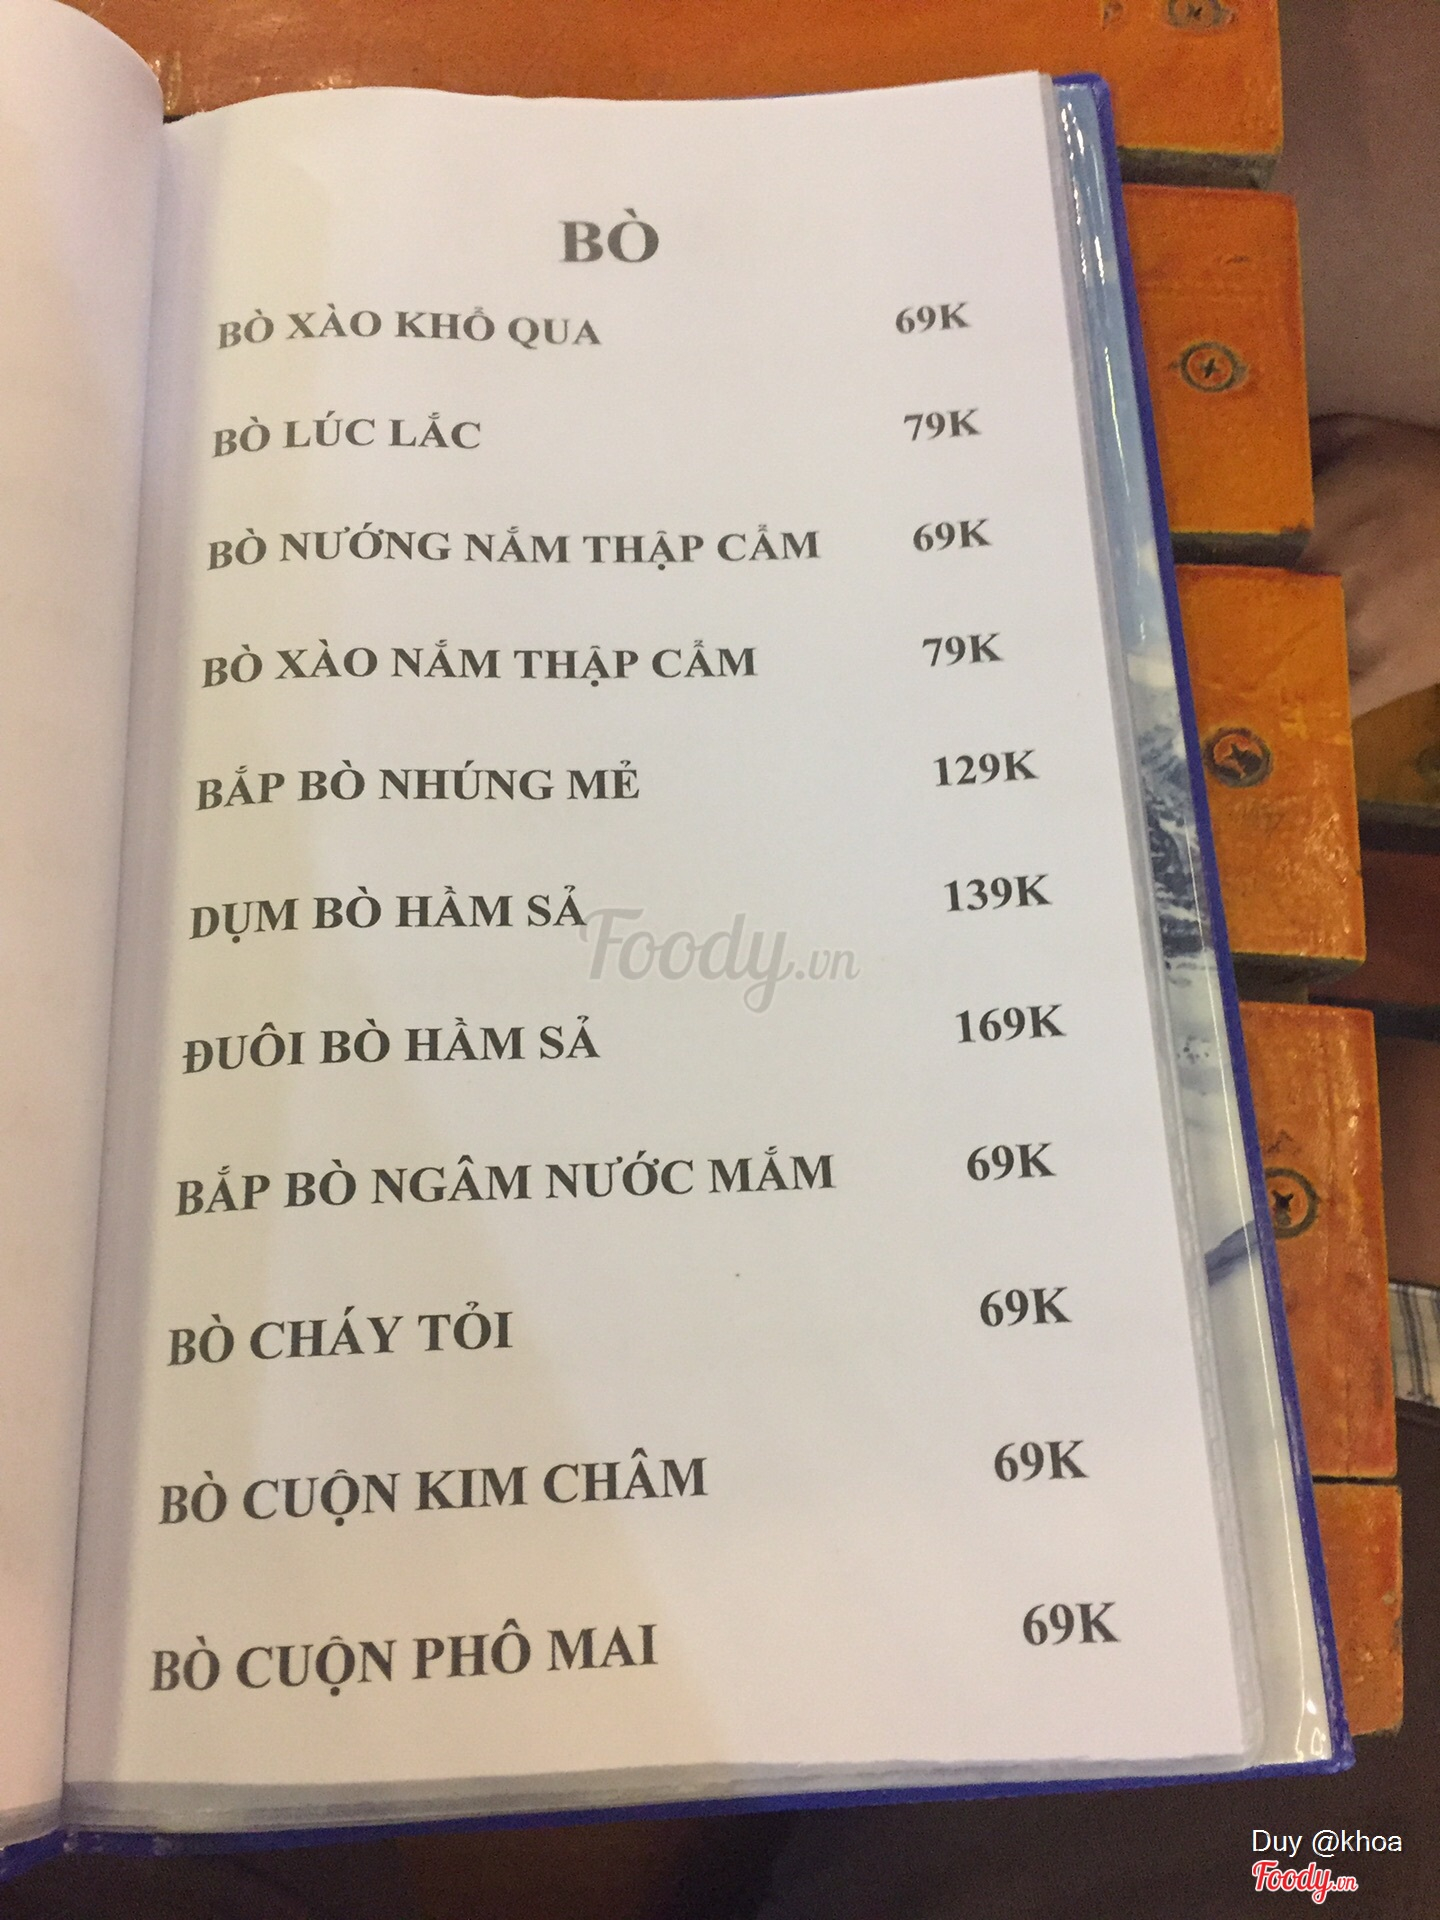 BÒ
BÒ XÀO KHỔ QUA 69K
BÒ LÚC LẮC 79K
BÒ NƯỚNG NẮM THẬP CẨM 69K
BÒ XÀO NẮM THẬP CẨM 79K
BẮP BÒ NHÚNG MẺ 129K
DỤM BÒ HẦM SẢ 139K
Foody.vn
ĐUÔI BÒ HẦM SẢ 169K
BẮP BÒ NGÂM NƯỚC MẮM 69K
BÒ CHÁY TỎI 69K
BÒ CUỘN KIM CHÂM 69K
BÒ CUỘN PHÔ MAI 69K
Duy @khoa
Foody.vn